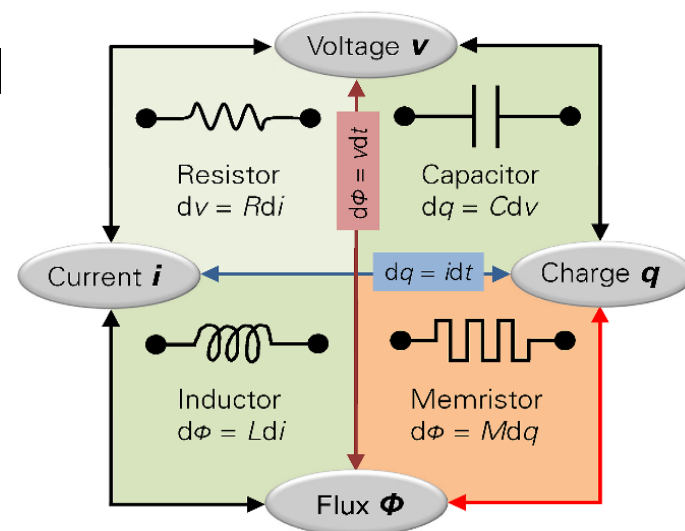 Voltage v
Resistor
dv = Rdi
dΦ = vdt
Capacitor
dq = Cdv
Current i
dq = idt
Charge q
Inductor
dΦ = Ldi
Memristor
dΦ = Mdq
Flux Φ